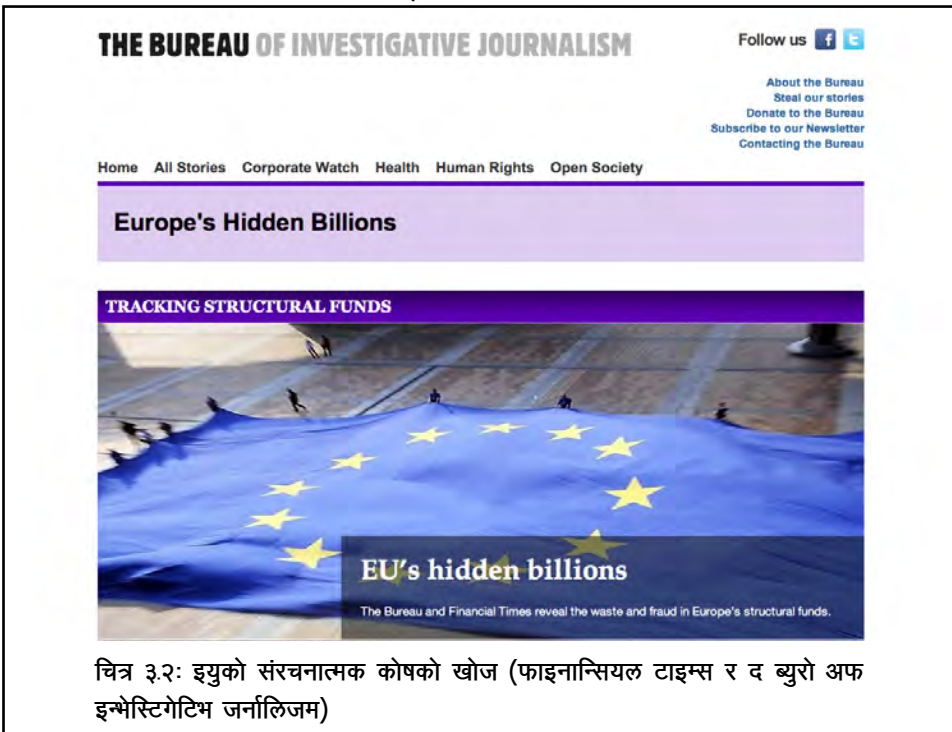 THE BUREAU OF INVESTIGATIVE JOURNALISM
Follow us
About the Bureau
Steal our stories
Donate to the Bureau
Subscribe to our Newsletter
Contacting the Bureau
Home All Stories Corporate Watch Health Human Rights Open Society
Europe's Hidden Billions
TRACKING STRUCTURAL FUNDS
EU's hidden billions
The Bureau and Financial Times reveal the waste and fraud in Europe's structural funds.
चित्र ३.२: इयुको संरचनात्मक कोषको खोज (फाइनान्सियल टाइम्स र द ब्युरो अफ
इन्भेस्टिगेटिभ जर्नालिजम)